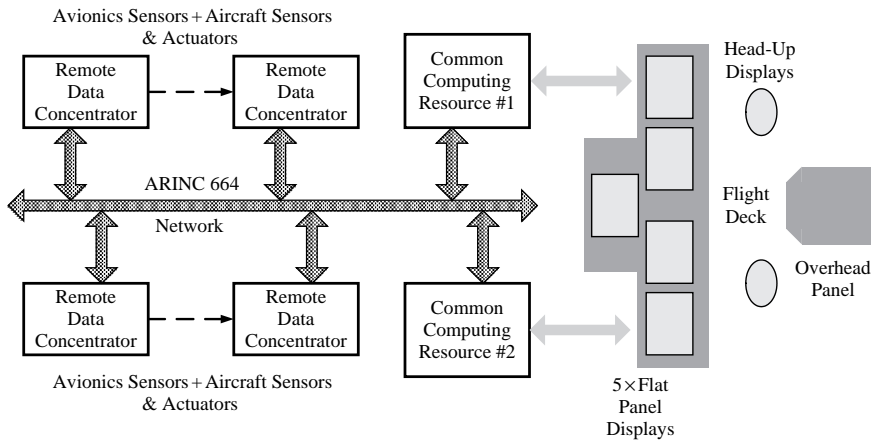 Avionics Sensors + Aircraft Sensors
& Actuators
Remote
Data
Concentrator
Remote
Data
Concentrator
Common
Computing
Resource #1
Head-Up
Displays
ARINC 664
Network
Flight
Deck
Overhead
Panel
Remote
Data
Concentrator
Remote
Data
Concentrator
Common
Computing
Resource #2
Avionics Sensors + Aircraft Sensors
& Actuators
5×Flat
Panel
Displays